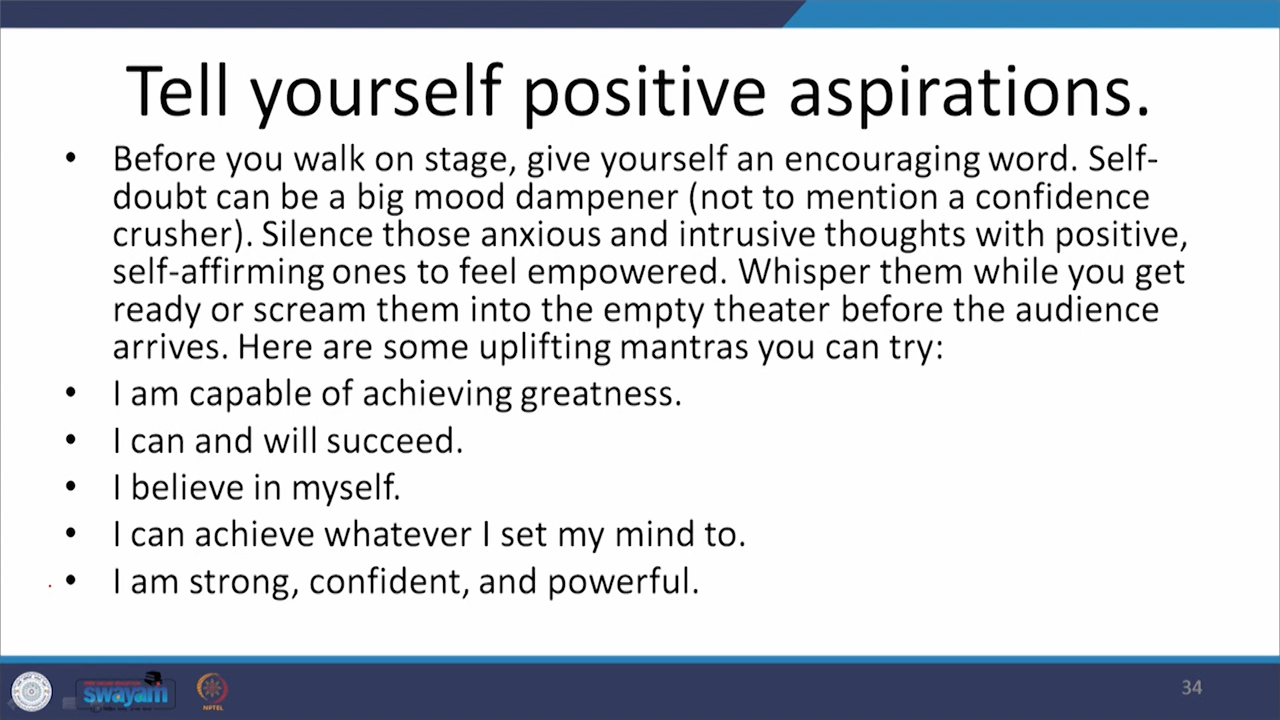 Tell yourself positive aspirations.
• Before you walk on stage, give yourself an encouraging word. Self-
doubt can be a big mood dampener (not to mention a confidence
crusher). Silence those anxious and intrusive thoughts with positive,
self-affirming ones to feel empowered. Whisper them while you get
ready or scream them into the empty theater before the audience
arrives. Here are some uplifting mantras you can try:
• I am capable of achieving greatness.
• I can and will succeed.
• I believe in myself.
• I can achieve whatever I set my mind to.
• I am strong, confident, and powerful.
swayam
NPTEL
34